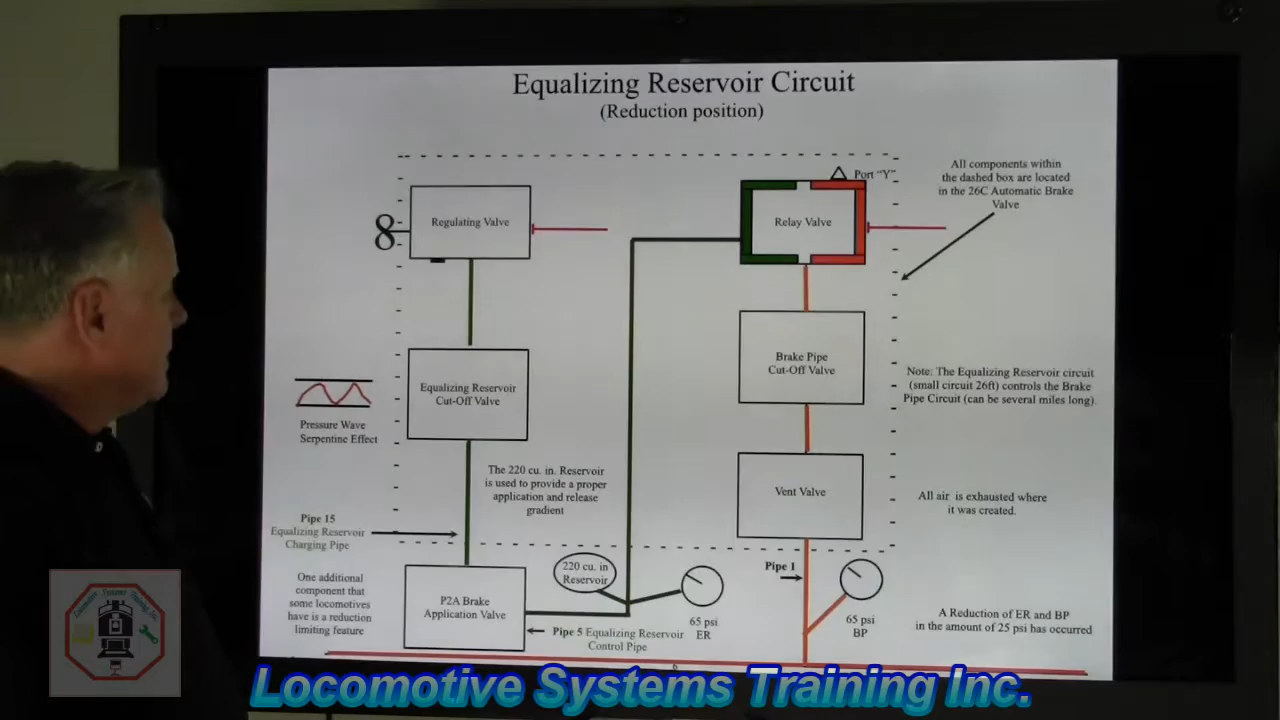 Equalizing Reservoir Circuit
(Reduction position)
All components within
the dashed box are located
in the 26C Automatic Brake
Valve
Port "Y"
Regulating Valve
Relay Valve
8
Equalizing Reservoir
Cut-Off Valve
Brake Pipe
Cut-Off Valve
Note: The Equalizing Reservoir circuit
(small circuit 26ft) controls the Brake
Pipe Circuit (can be several miles long).
Pressure Wave
Serpentine Effect
The 220 cu. in. Reservoir
is used to provide a proper
application and release
gradient
Vent Valve
All air is exhausted where
it was created.
Pipe 15
Equalizing Reservoir
Charging Pipe
One additional
component that
some locomotives
have is a reduction
limiting feature
P2A Brake
Application Valve
220 cu. in
Reservoir
Pipe 1
65 psi
ER
65 psi
BP
A Reduction of ER and BP
in the amount of 25 psi has occurred
Pipe 5 Equalizing Reservoir
Control Pipe
6
Locomotive Systems Training Inc.
Locomotive Systems Training Inc.